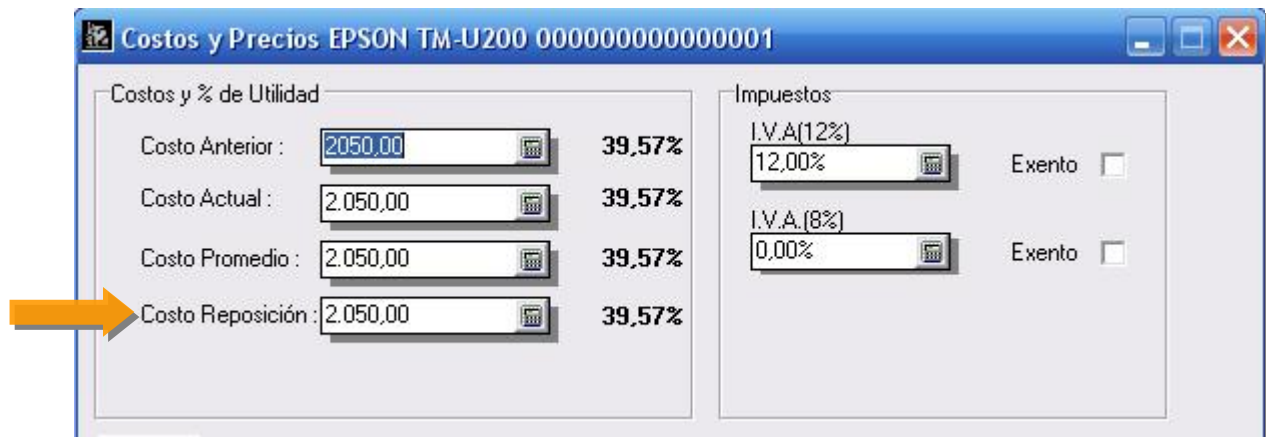 Costos y Precios EPSON TM-U200 000000000000001
Costos y % de Utilidad
Costo Anterior : 2050,00 39,57%
Costo Actual : 2.050,00 39,57%
Costo Promedio : 2.050,00 39,57%
Costo Reposición : 2.050,00 39,57%
Impuestos
I.V.A(12%)
12,00% Exento
I.V.A.(8%)
0,00% Exento